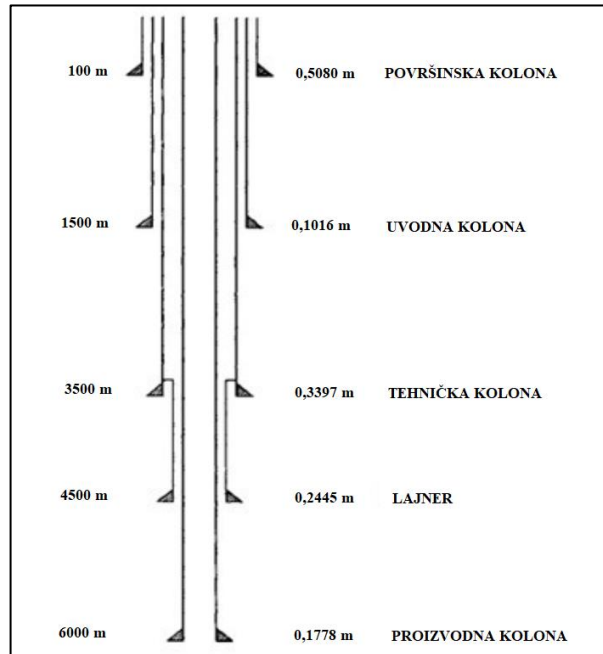 100 m 0,5080 m POVRŠINSKA KOLONA
1500 m 0,1016 m UVODNA KOLONA
3500 m 0,3397 m TEHNIČKA KOLONA
4500 m 0,2445 m LAJNER
6000 m 0,1778 m PROIZVODNA KOLONA